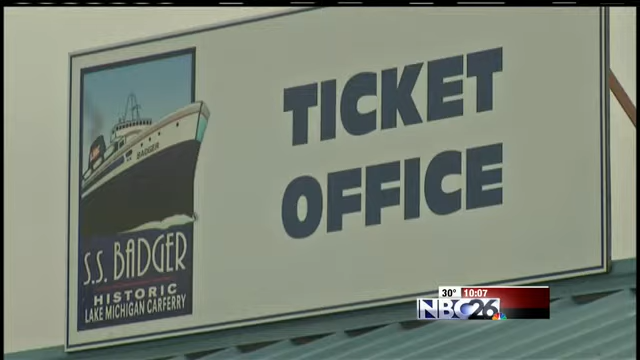 TICKET
OFFICE
BADGER
S.S. BADGER
HISTORIC
LAKE MICHIGAN CARFERRY
30° 10:07
NBC26